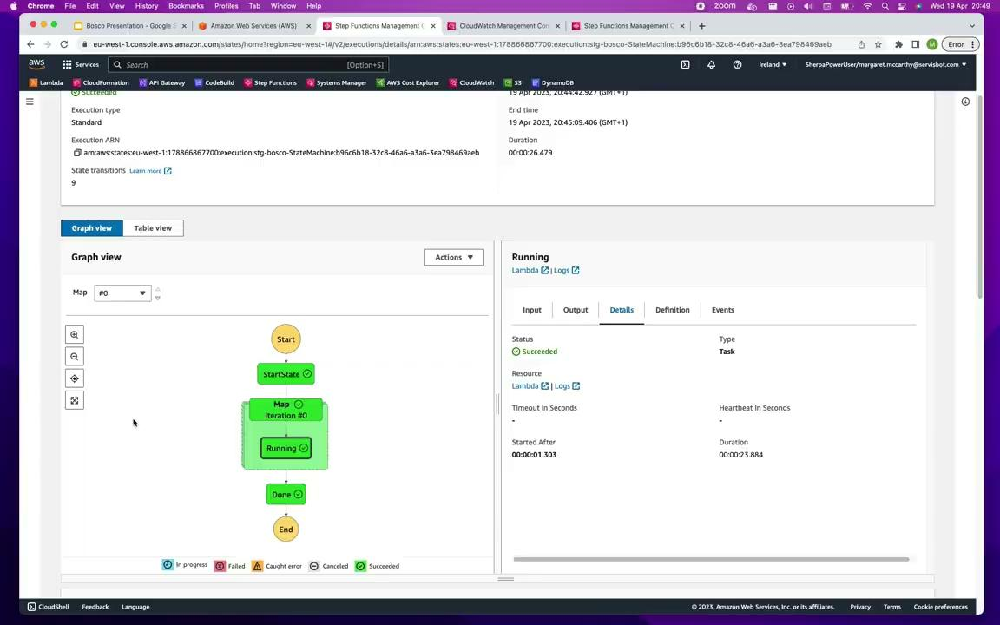 Chrome File Edit View History Bookmarks Profiles Tab Window Help zoom Wed 19 Apr 20:49
Bosco Presentation - Google S Amazon Web Services (AWS) Step Functions Management C CloudWatch Management Con Step Functions Management C
eu-west-1.console.aws.amazon.com/states/home?region=eu-west-1#/v2/executions/details/arn:aws:states:eu-west-1:178866867700:execution:stg-bosco-StateMachine:b96c6b18-32c8-46a6-a3a6-3ea798469aeb M Error
aws Services Search [Option+S] Ireland SherpaPowerUser/margaret.mccarthy@servisbot.com
Lambda CloudFormation API Gateway CodeBuild Step Functions Systems Manager AWS Cost Explorer CloudWatch S3 DynamoDB
Succeeded 19 Apr 2023, 20:44:42.927 (GMT+1)
Execution type End time
Standard 19 Apr 2023, 20:45:09.406 (GMT+1)
Execution ARN Duration
arn:aws:states:eu-west-1:178866867700:execution:stg-bosco-StateMachine:b96c6b18-32c8-46a6-a3a6-3ea798469aeb 00:00:26.479
State transitions Learn more
9
Graph view Table view
Graph view Actions
Running
Lambda | Logs
Map #0
Input Output Details Definition Events
Start
StartState
Map
Iteration #0
Running
Done
End
Status Type
Succeeded Task
Resource
Lambda | Logs
Timeout In Seconds Heartbeat In Seconds
- -
Started After Duration
00:00:01.303 00:00:23.884
In progress Failed Caught error Canceled Succeeded
CloudShell Feedback Language © 2023, Amazon Web Services, Inc. or its affiliates. Privacy Terms Cookie preferences